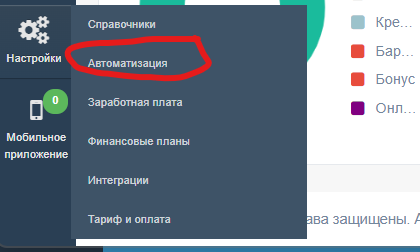 Настройки
0
Мобильное
приложение
Справочники
Автоматизация
Заработная плата
Финансовые планы
Интеграции
Тариф и оплата
Кре...
Бар...
Бонус
Онл...
ава защищены.